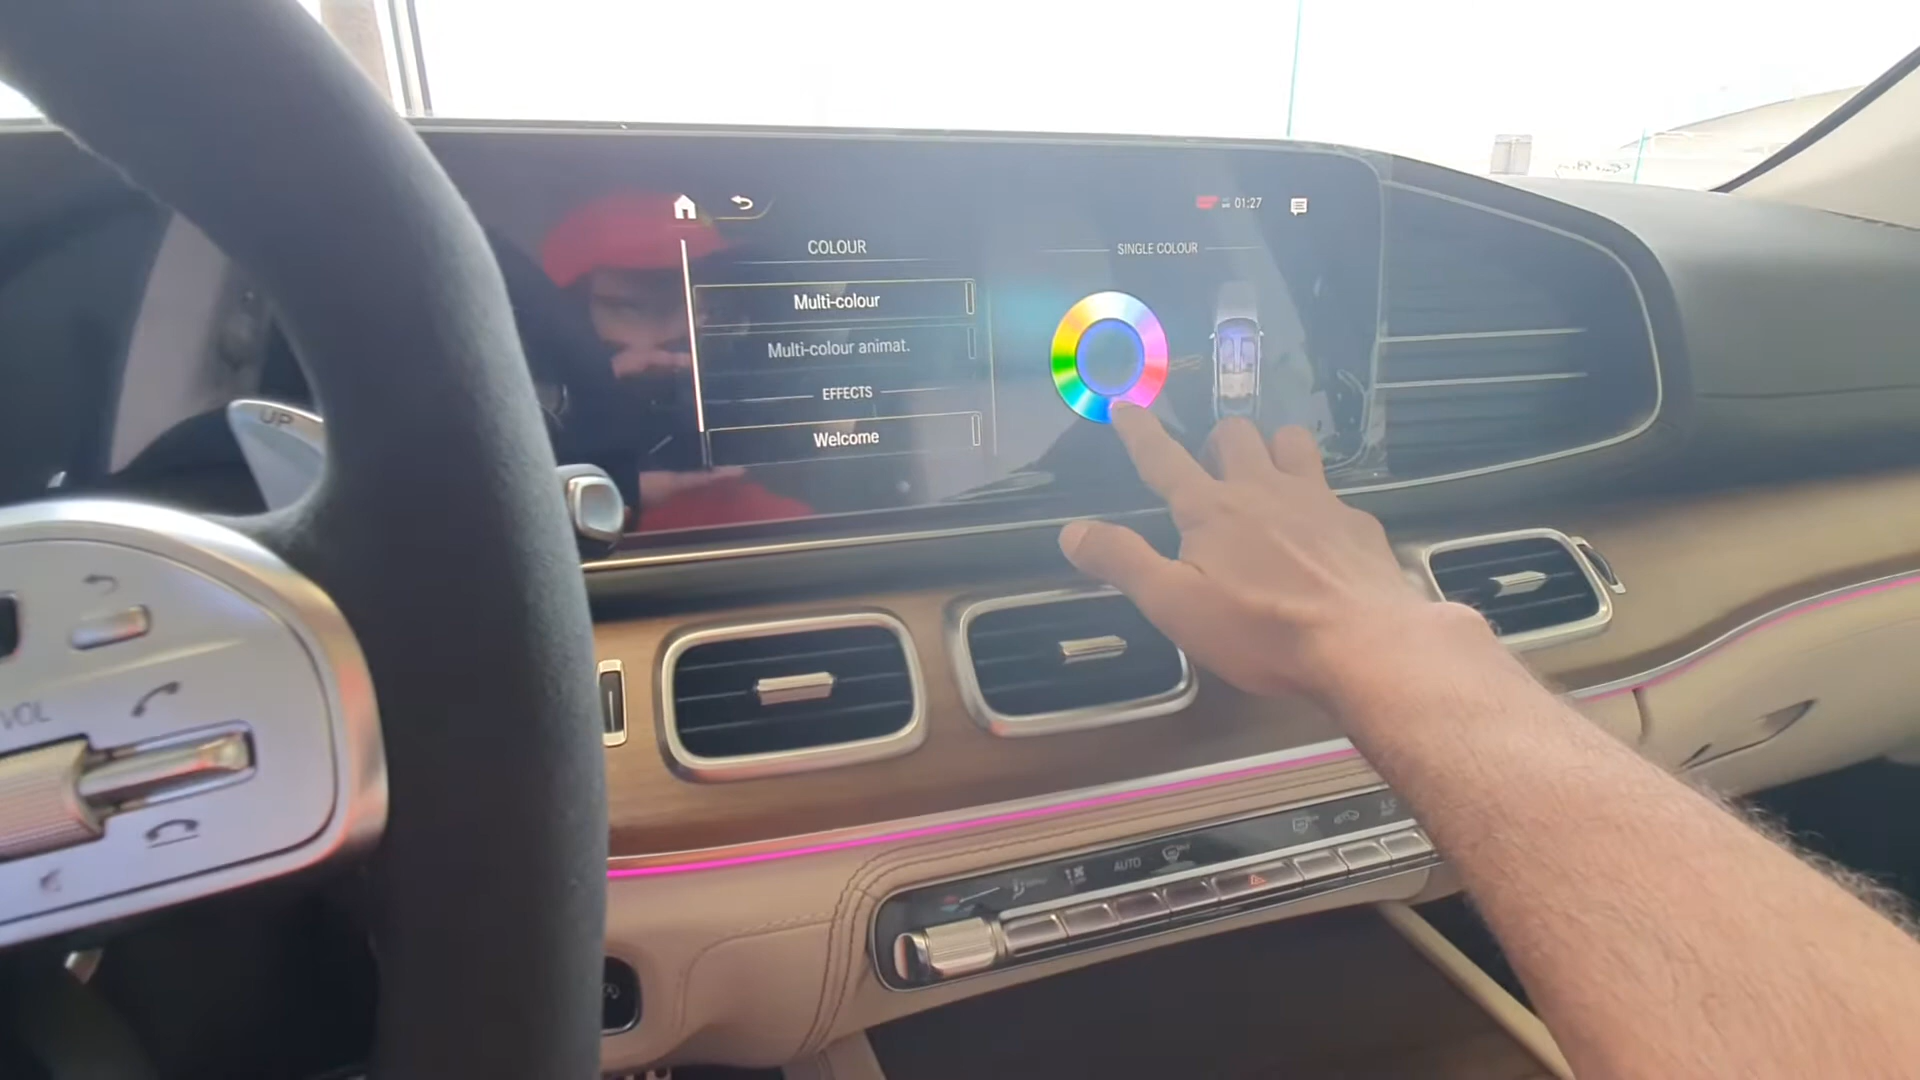 01:27
COLOUR
SINGLE COLOUR
Multi-colour
Multi-colour animat.
EFFECTS
Welcome
UP
VOL
AUTO